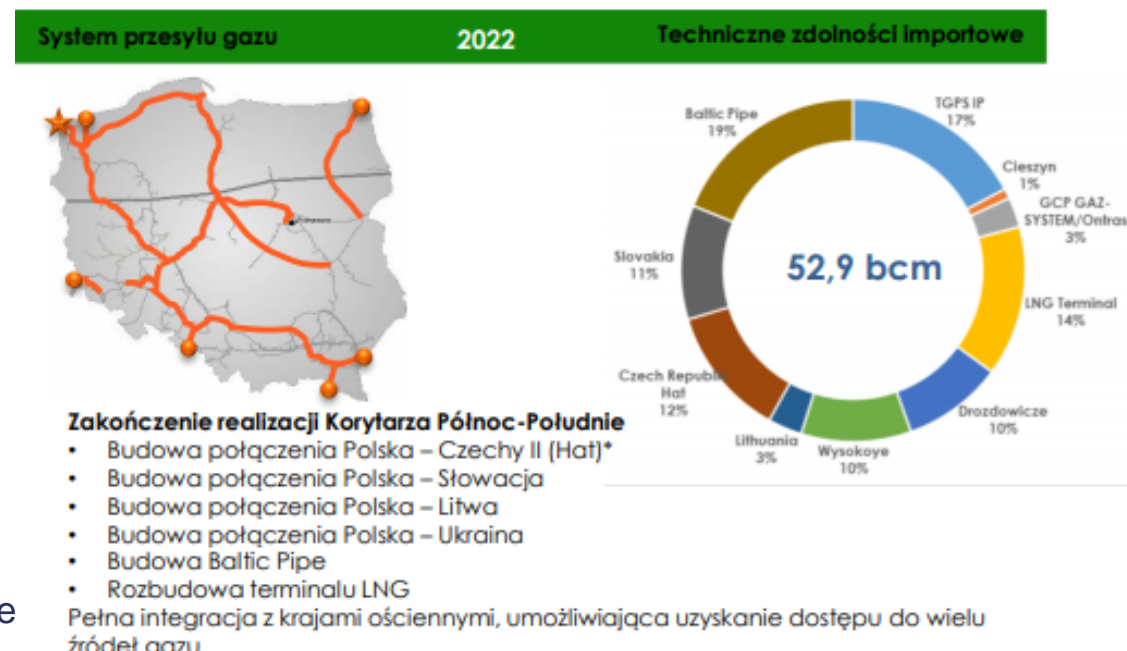 System przesyłu gazu
2022
Techniczne zdolności importowe
Baltic Pipe
19%
TGPS IP
17%
Cieszyn
1%
GCP GAZ-
SYSTEM/Ontras
3%
Slovakia
11%
52,9 bcm
LNG Terminal
14%
Czech Republic
Hat
12%
Drozdowicze
10%
Lithuania
3%
Wysokoye
10%
Zakończenie realizacji Korytarza Północ-Południe
• Budowa połączenia Polska – Czechy II (Hat)*
• Budowa połączenia Polska – Słowacja
• Budowa połączenia Polska – Litwa
• Budowa połączenia Polska – Ukraina
• Budowa Baltic Pipe
• Rozbudowa terminalu LNG
e
Pełna integracja z krajami ościennymi, umożliwiająca uzyskanie dostępu do wielu
źródeł gazu